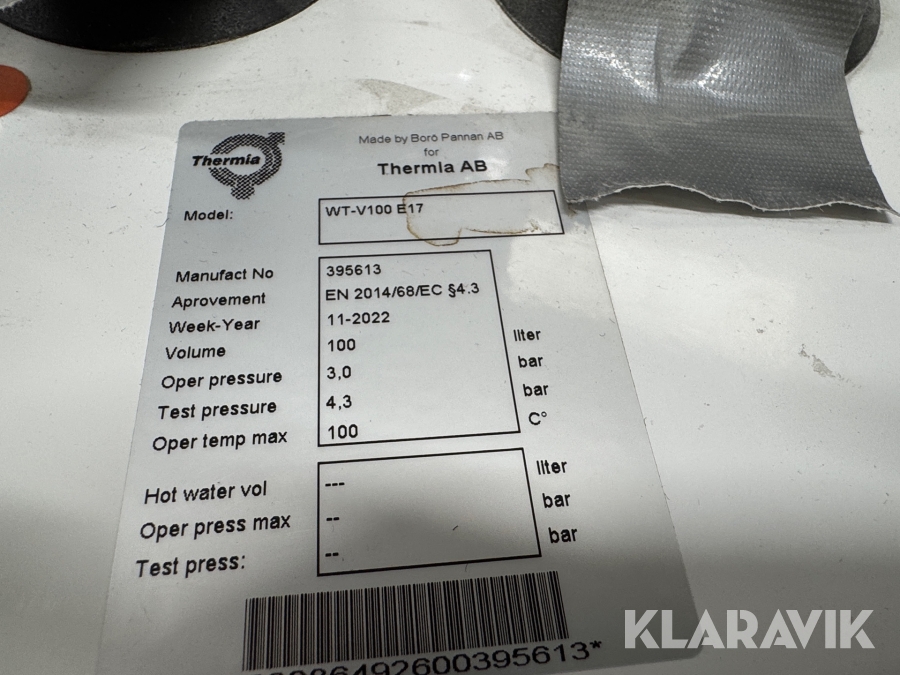 Thermia
Made by Borö Pannan AB
for
Thermia AB
Model: WT-V100 E17
Manufact No 395613
Aprovement EN 2014/68/EC §4.3
Week-Year 11-2022
Volume 100 liter
Oper pressure 3,0 bar
Test pressure 4,3 bar
Oper temp max 100 C°
Hot water vol --- liter
Oper press max -- bar
Test press: -- bar
6492600395613*
KLARAVIK